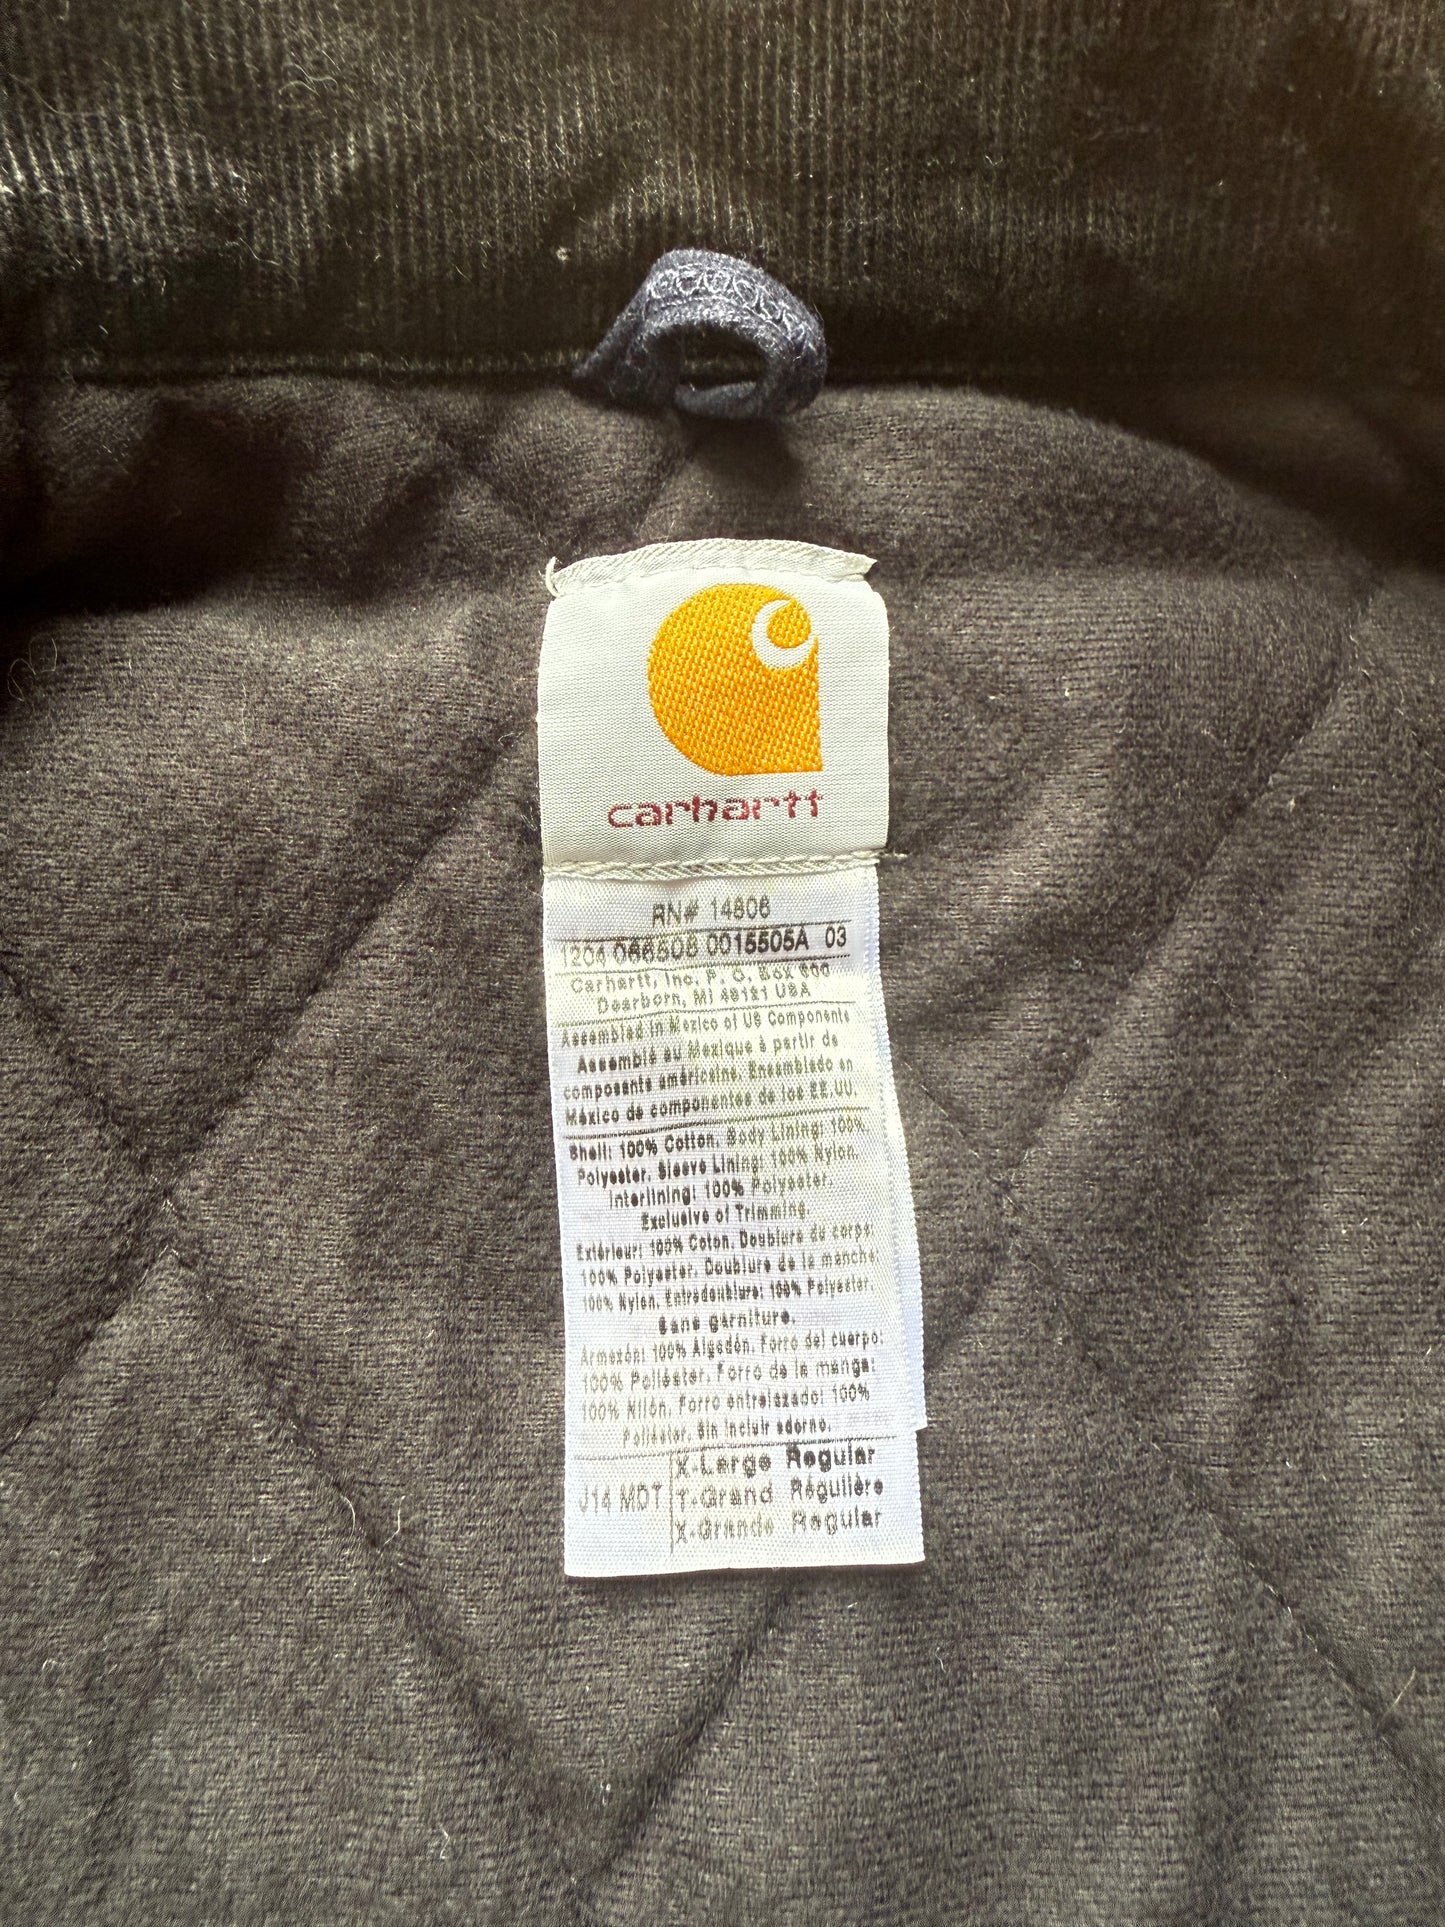 carhartt
RN# 14806
1204 066508 0015505A 03
Carhartt, Inc. P. O. Box 600
Dearborn, MI 48121 USA
Assembled in Mexico of US Components
Assemblé au Mexique à partir de
composants américains. Ensamblado en
México de componentes de los EE.UU.
Shell: 100% Cotton. Body Lining: 100%
Polyester. Sleeve Lining: 100% Nylon.
Interlining: 100% Polyester.
Exclusive of Trimming.
Extérieur: 100% Coton. Doublure du corps:
100% Polyester. Doublure de la manche:
100% Nylon. Entredoublure: 100% Polyester.
Sans garniture.
Armazón: 100% Algodón. Forro del cuerpo:
100% Poliéster. Forro de la manga:
100% Nilón. Forro entrelazado: 100%
Poliéster. Sin incluir adorno.
J14 MDT X-Large Regular
T-Grand Régulière
X-Grande Regular